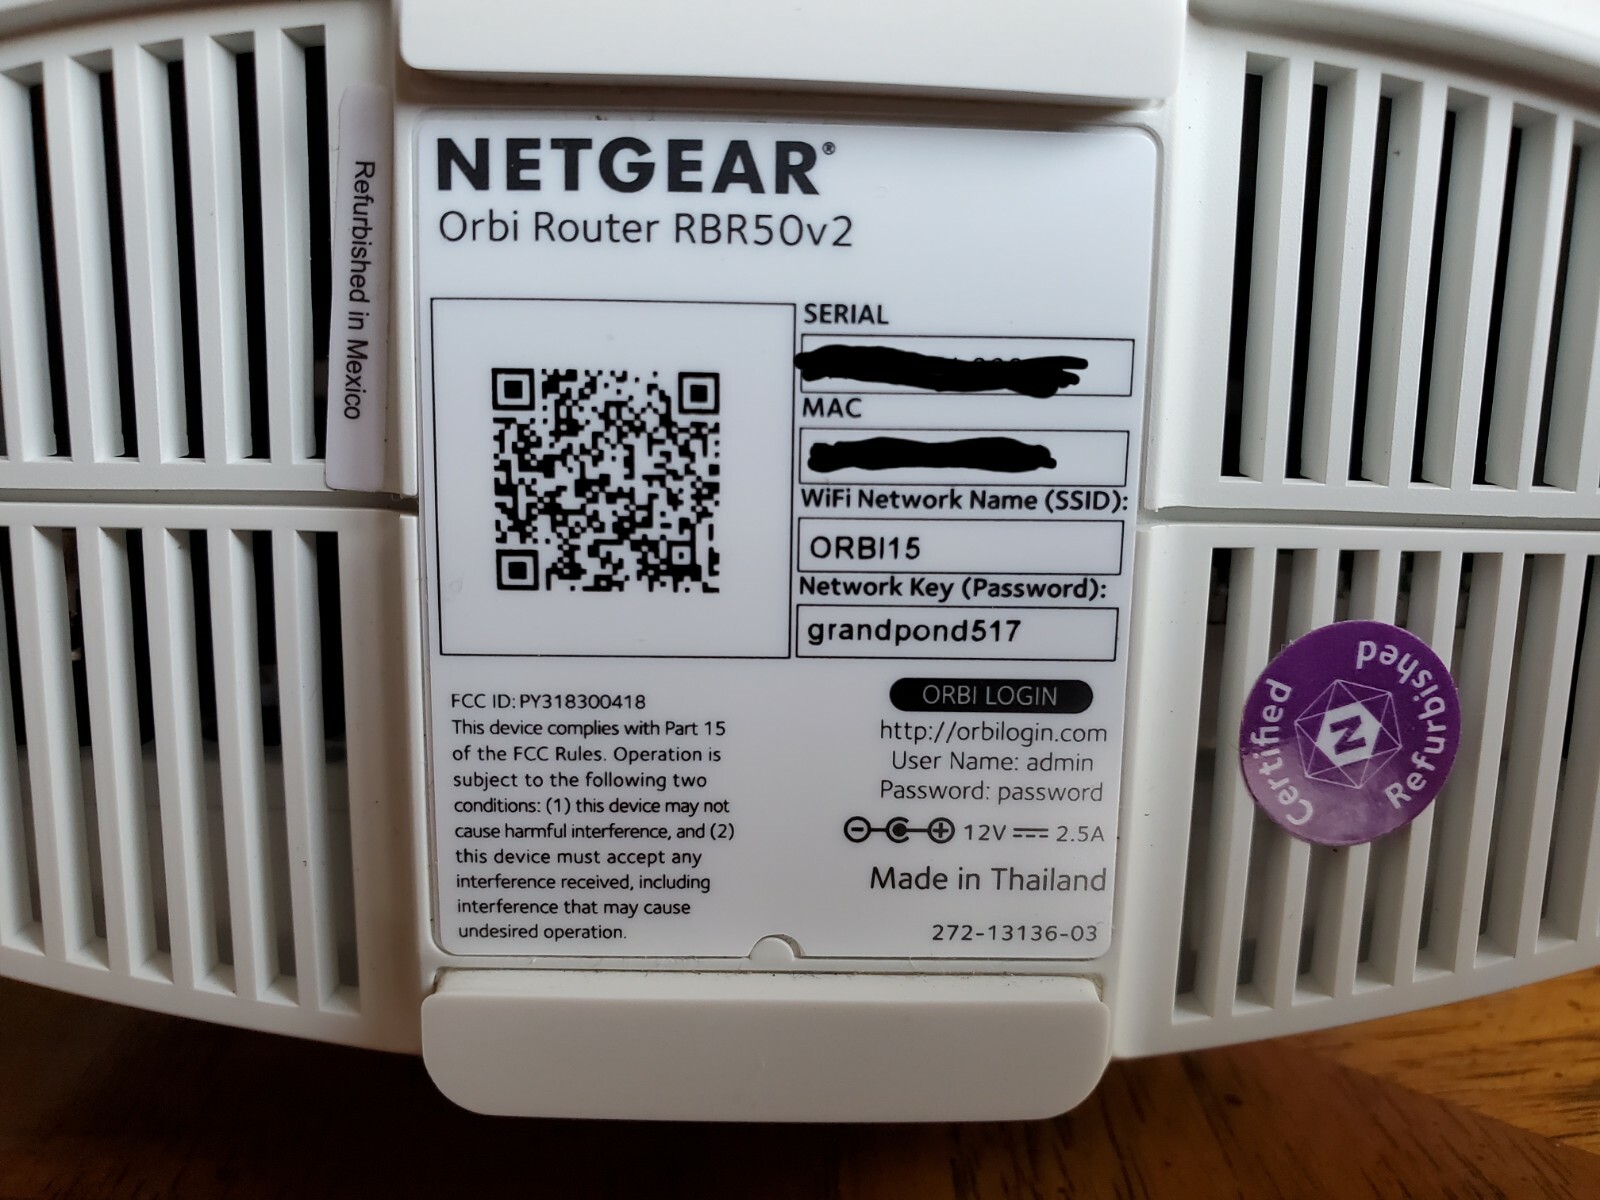 NETGEAR®
Orbi Router RBR50v2
Refurbished in Mexico
SERIAL
MAC
WiFi Network Name (SSID):
ORBI15
Network Key (Password):
grandpond517
FCC ID: PY318300418
This device complies with Part 15
of the FCC Rules. Operation is
subject to the following two
conditions: (1) this device may not
cause harmful interference, and (2)
this device must accept any
interference received, including
interference that may cause
undesired operation.
ORBI LOGIN
http://orbilogin.com
User Name: admin
Password: password
12V ⎓ 2.5A
Made in Thailand
272-13136-03
Certified
Refurbished
N